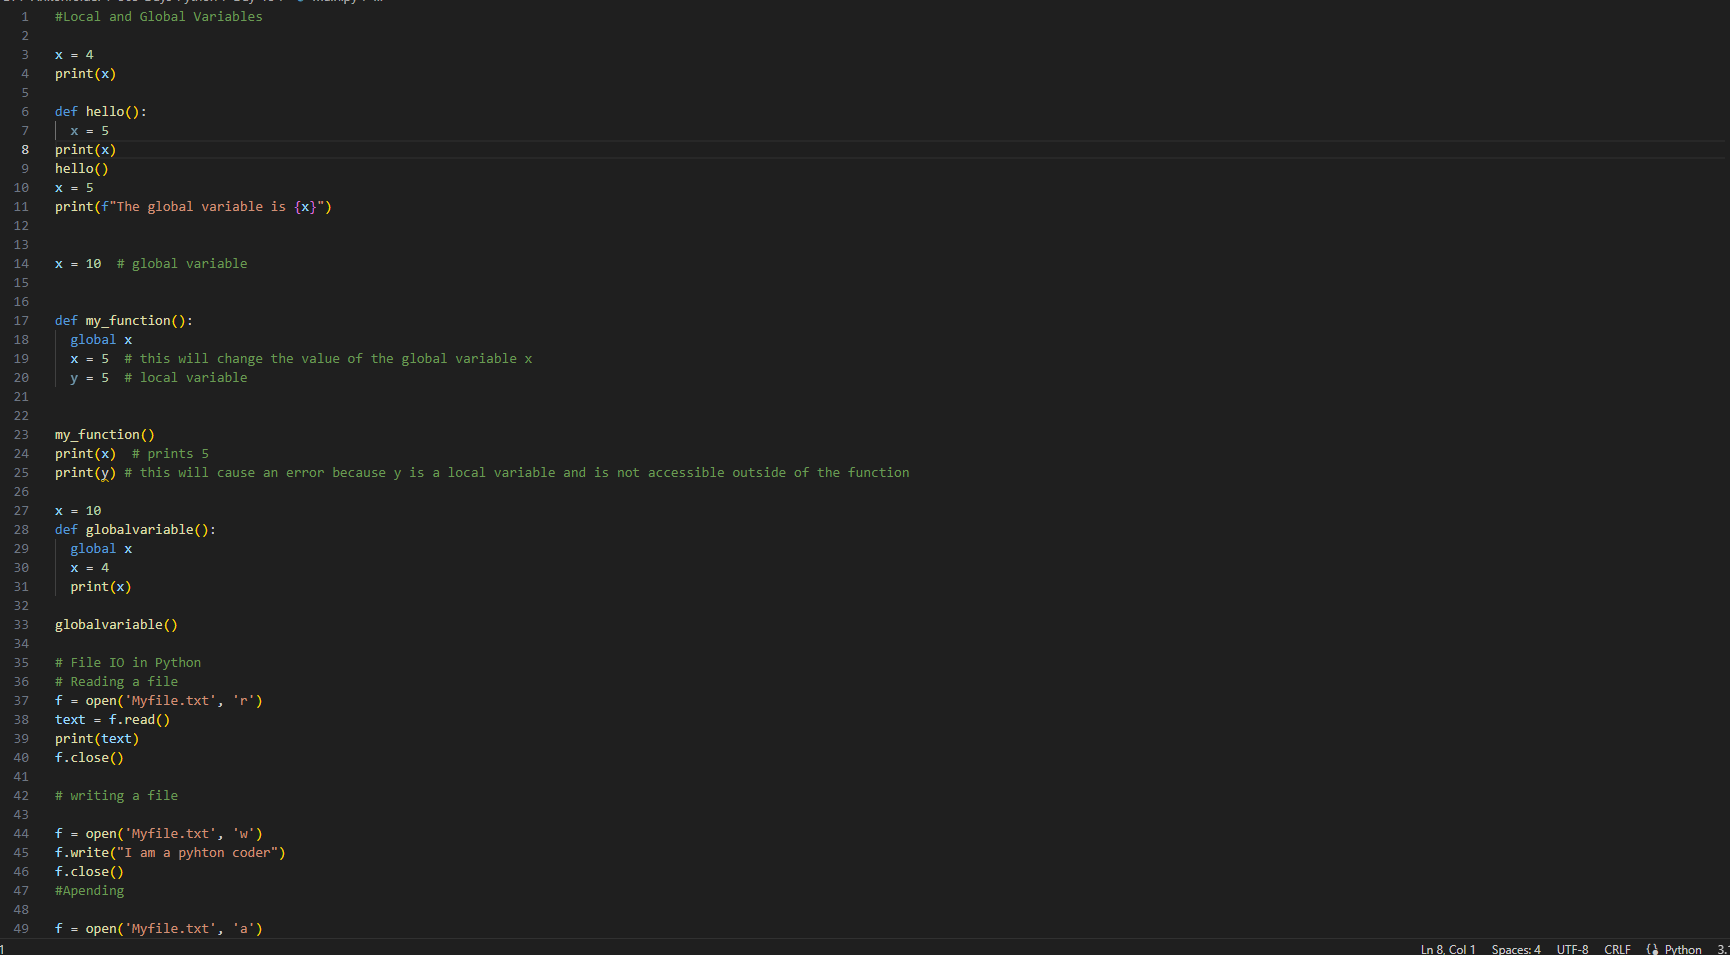 1 #Local and Global Variables
2
3 x = 4
4 print(x)
5
6 def hello():
7 x = 5
8 print(x)
9 hello()
10 x = 5
11 print(f"The global variable is {x}")
12
13
14 x = 10 # global variable
15
16
17 def my_function():
18 global x
19 x = 5 # this will change the value of the global variable x
20 y = 5 # local variable
21
22
23 my_function()
24 print(x) # prints 5
25 print(y) # this will cause an error because y is a local variable and is not accessible outside of the function
26
27 x = 10
28 def globalvariable():
29 global x
30 x = 4
31 print(x)
32
33 globalvariable()
34
35 # File IO in Python
36 # Reading a file
37 f = open('Myfile.txt', 'r')
38 text = f.read()
39 print(text)
40 f.close()
41
42 # writing a file
43
44 f = open('Myfile.txt', 'w')
45 f.write("I am a pyhton coder")
46 f.close()
47 #Apending
48
49 f = open('Myfile.txt', 'a')
Ln 8, Col 1 Spaces: 4 UTF-8 CRLF Python